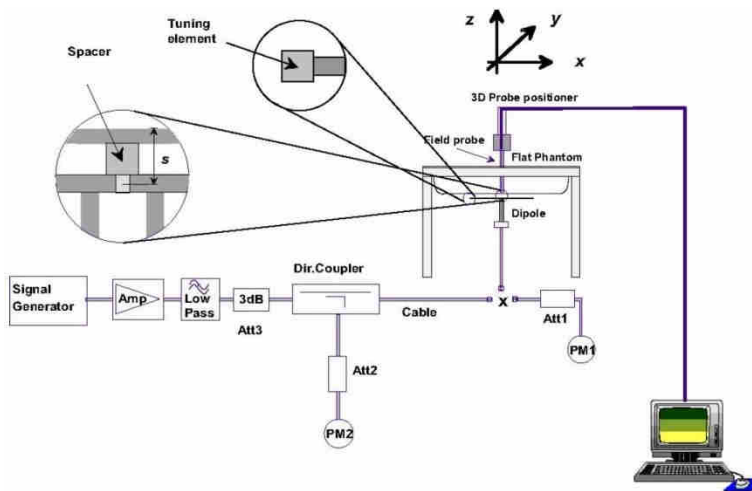 Tuning
element
Spacer
s
z
y
x
3D Probe positioner
Field probe
Flat Phantom
Dipole
Dir.Coupler
Signal
Generator
Amp
Low
Pass
3dB
Att3
Cable
x
Att1
PM1
Att2
PM2